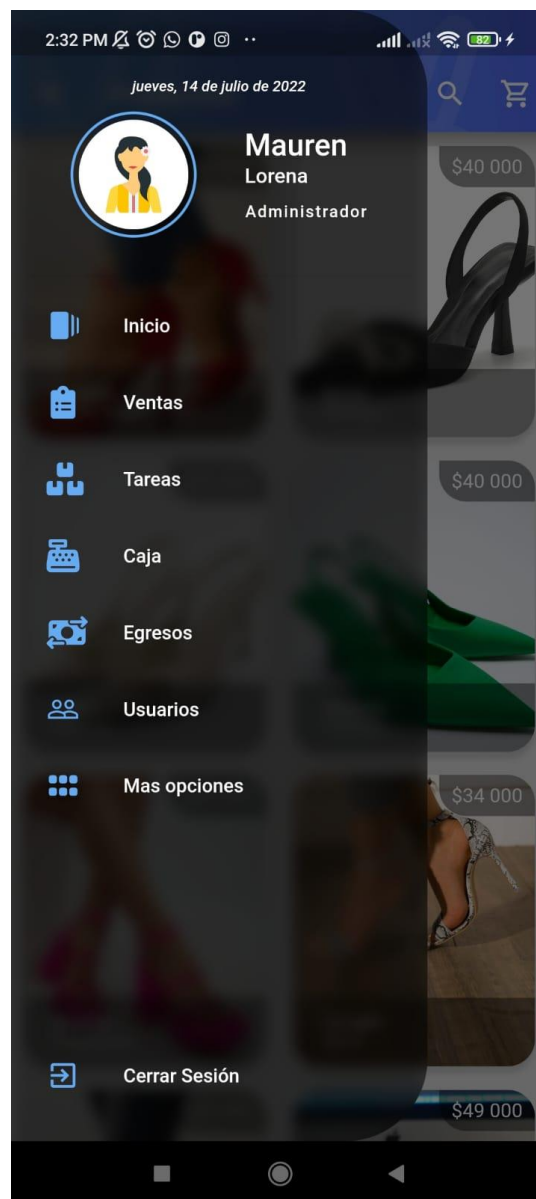 2:32 PM 82
jueves, 14 de julio de 2022
Mauren
Lorena
Administrador
$40 000
Inicio
Ventas
Tareas
$40 000
Caja
Egresos
Usuarios
Mas opciones
$34 000
Cerrar Sesión
$49 000